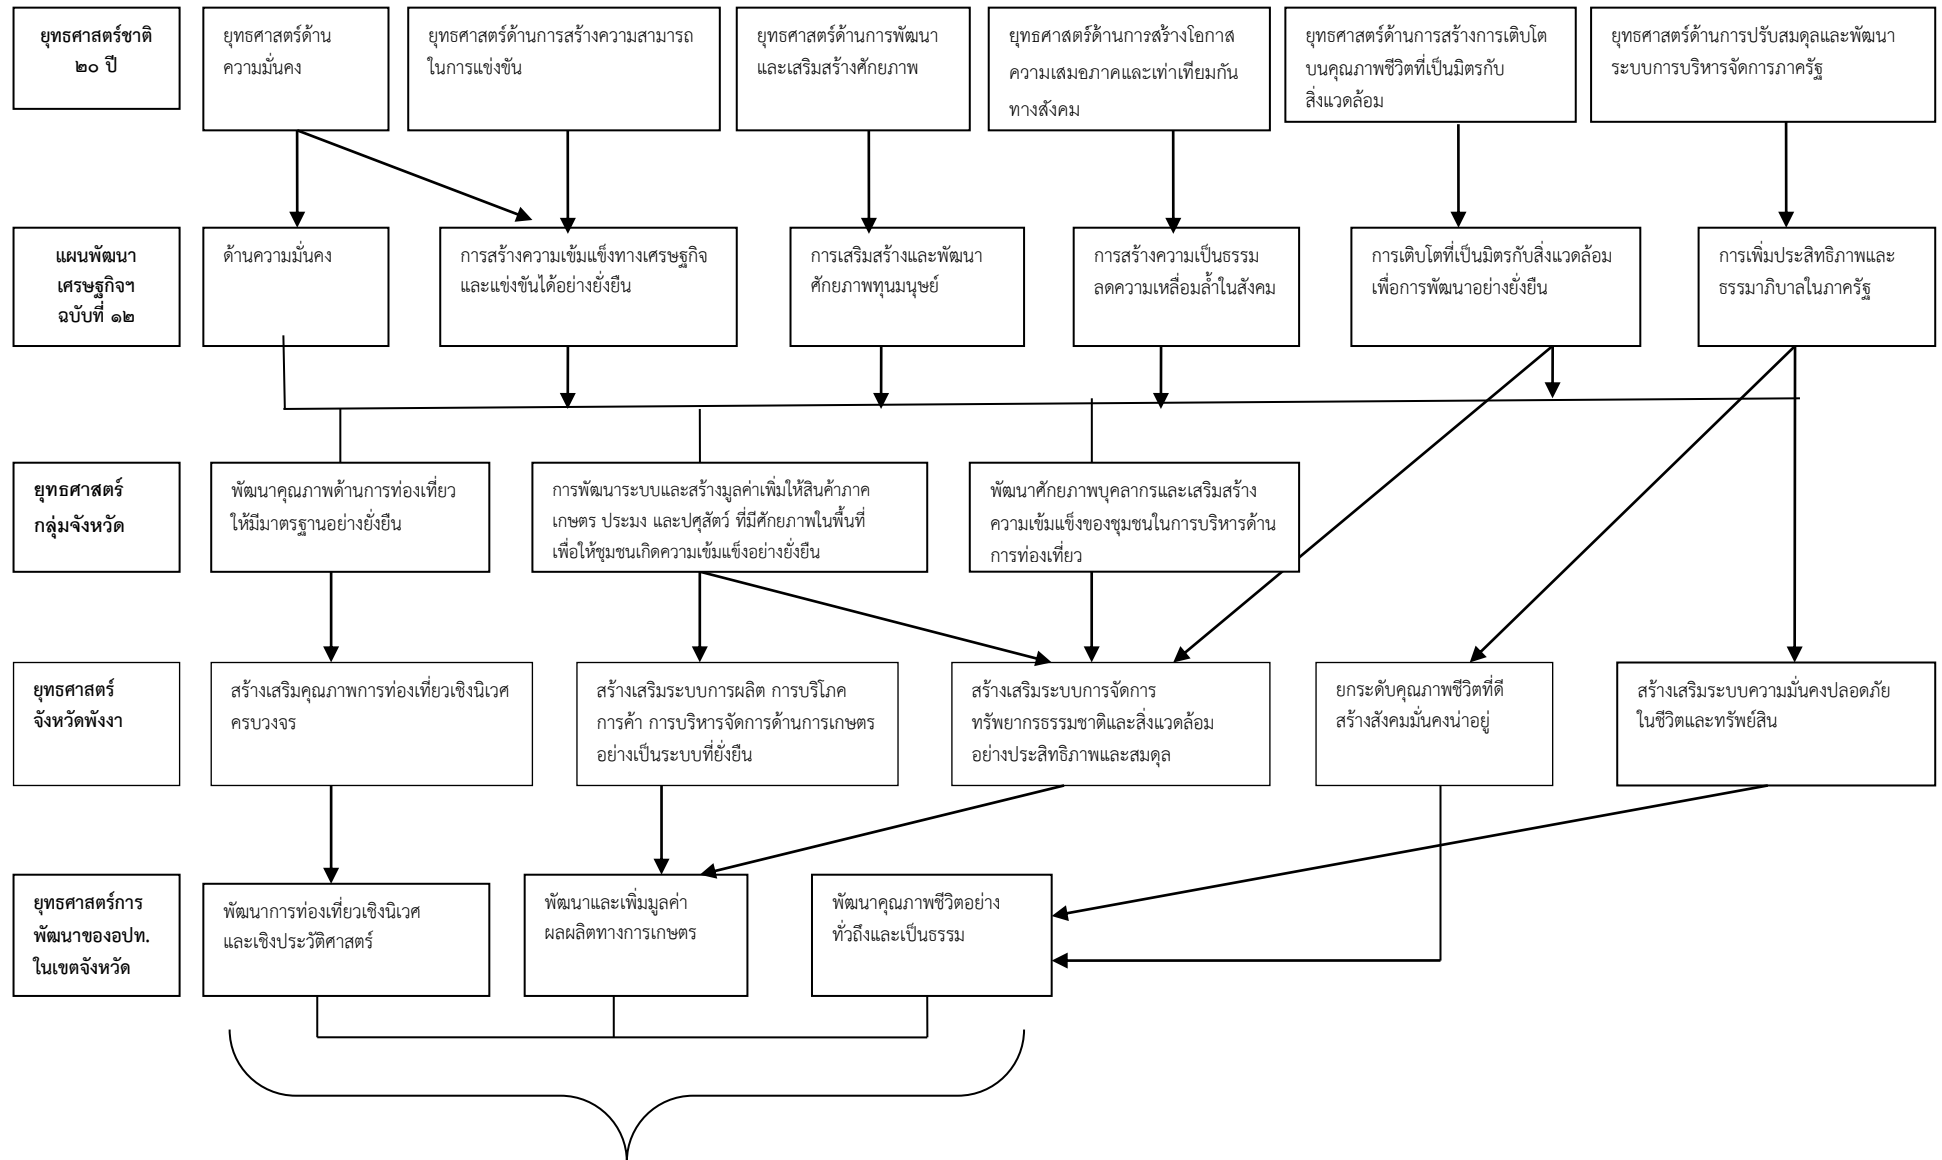 ยุทธศาสตร์ชาติ
๒๐ ปี
ยุทธศาสตร์ด้าน
ความมั่นคง
ยุทธศาสตร์ด้านการสร้างความสามารถ
ในการแข่งขัน
ยุทธศาสตร์ด้านการพัฒนา
และเสริมสร้างศักยภาพ
ยุทธศาสตร์ด้านการสร้างโอกาส
ความเสมอภาคและเท่าเทียมกัน
ทางสังคม
ยุทธศาสตร์ด้านการสร้างการเติบโต
บนคุณภาพชีวิตที่เป็นมิตรกับ
สิ่งแวดล้อม
ยุทธศาสตร์ด้านการปรับสมดุลและพัฒนา
ระบบการบริหารจัดการภาครัฐ
แผนพัฒนา
เศรษฐกิจฯ
ฉบับที่ ๑๒
ด้านความมั่นคง
การสร้างความเข้มแข็งทางเศรษฐกิจ
และแข่งขันได้อย่างยั่งยืน
การเสริมสร้างและพัฒนา
ศักยภาพทุนมนุษย์
การสร้างความเป็นธรรม
ลดความเหลื่อมล้ำในสังคม
การเติบโตที่เป็นมิตรกับสิ่งแวดล้อม
เพื่อการพัฒนาอย่างยั่งยืน
การเพิ่มประสิทธิภาพและ
ธรรมาภิบาลในภาครัฐ
ยุทธศาสตร์
กลุ่มจังหวัด
พัฒนาคุณภาพด้านการท่องเที่ยว
ให้มีมาตรฐานอย่างยั่งยืน
การพัฒนาระบบและสร้างมูลค่าเพิ่มให้สินค้าภาค
เกษตร ประมง และปศุสัตว์ ที่มีศักยภาพในพื้นที่
เพื่อให้ชุมชนเกิดความเข้มแข็งอย่างยั่งยืน
พัฒนาศักยภาพบุคลากรและเสริมสร้าง
ความเข้มแข็งของชุมชนในการบริหารด้าน
การท่องเที่ยว
ยุทธศาสตร์
จังหวัดพังงา
สร้างเสริมคุณภาพการท่องเที่ยวเชิงนิเวศ
ครบวงจร
สร้างเสริมระบบการผลิต การบริโภค
การค้า การบริหารจัดการด้านการเกษตร
อย่างเป็นระบบที่ยั่งยืน
สร้างเสริมระบบการจัดการ
ทรัพยากรธรรมชาติและสิ่งแวดล้อม
อย่างประสิทธิภาพและสมดุล
ยกระดับคุณภาพชีวิตที่ดี
สร้างสังคมมั่นคงน่าอยู่
สร้างเสริมระบบความมั่นคงปลอดภัย
ในชีวิตและทรัพย์สิน
ยุทธศาสตร์การ
พัฒนาของอปท.
ในเขตจังหวัด
พัฒนาการท่องเที่ยวเชิงนิเวศ
และเชิงประวัติศาสตร์
พัฒนาและเพิ่มมูลค่า
ผลผลิตทางการเกษตร
พัฒนาคุณภาพชีวิตอย่าง
ทั่วถึงและเป็นธรรม